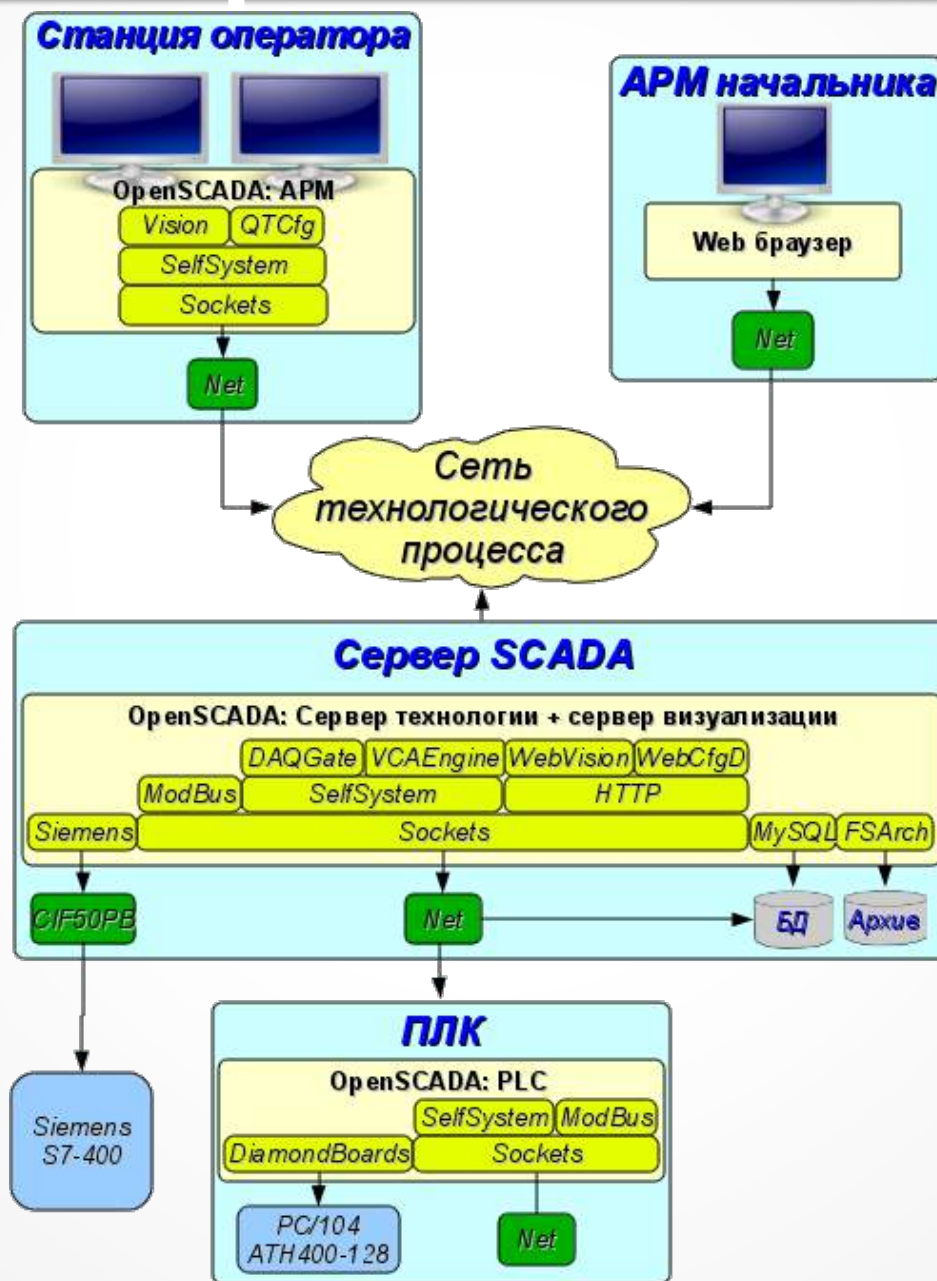 Станция оператора
OpenSCADA: АРМ
Vision
QTCfg
SelfSystem
Sockets
Net
АРМ начальника
Web браузер
Net
Сеть
технологического
процесса
Сервер SCADA
OpenSCADA: Сервер технологии + сервер визуализации
DAQGate
VCAEngine
WebVision
WebCfgD
ModBus
SelfSystem
HTTP
Siemens
Sockets
MySQL
FSArch
CIF50PB
Net
БД
Архив
Siemens
S7-400
ПЛК
OpenSCADA: PLC
SelfSystem
ModBus
DiamondBoards
Sockets
PC/104
ATH400-128
Net